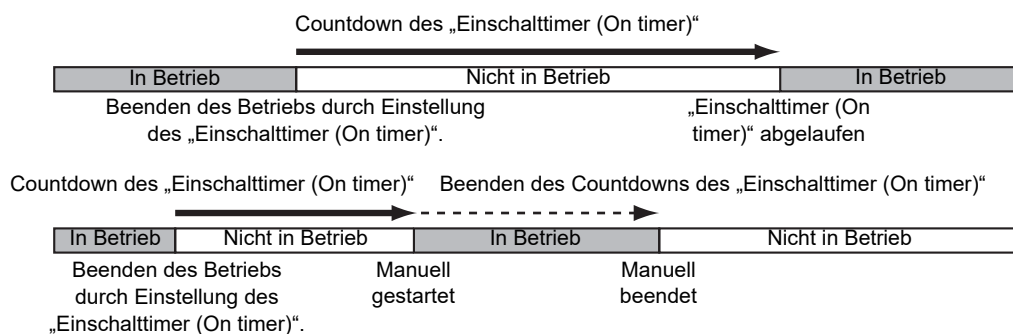 Countdown des „Einschalttimer (On timer)“
In Betrieb
Nicht in Betrieb
In Betrieb
Beenden des Betriebs durch Einstellung
des „Einschalttimer (On timer)“.
„Einschalttimer (On
timer)“ abgelaufen
Countdown des „Einschalttimer (On timer)“
Beenden des Countdowns des „Einschalttimer (On timer)“
In Betrieb
Nicht in Betrieb
In Betrieb
Nicht in Betrieb
Beenden des Betriebs
durch Einstellung des
„Einschalttimer (On timer)“.
Manuell
gestartet
Manuell
beendet